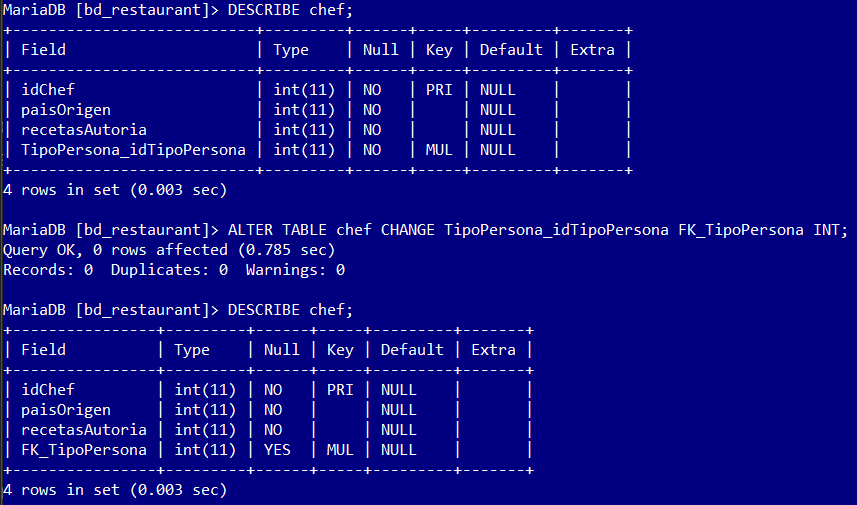 MariaDB [bd_restaurant]> DESCRIBE chef;
+--------------------------+---------+------+-----+---------+-------+
| Field                    | Type    | Null | Key | Default | Extra |
+--------------------------+---------+------+-----+---------+-------+
| idChef                   | int(11) | NO   | PRI | NULL    |       |
| paisOrigen               | int(11) | NO   |     | NULL    |       |
| recetasAutoria           | int(11) | NO   |     | NULL    |       |
| TipoPersona_idTipoPersona | int(11) | NO   | MUL | NULL    |       |
+--------------------------+---------+------+-----+---------+-------+
4 rows in set (0.003 sec)
MariaDB [bd_restaurant]> ALTER TABLE chef CHANGE TipoPersona_idTipoPersona FK_TipoPersona INT;
Query OK, 0 rows affected (0.785 sec)
Records: 0  Duplicates: 0  Warnings: 0
MariaDB [bd_restaurant]> DESCRIBE chef;
+----------------+---------+------+-----+---------+-------+
| Field          | Type    | Null | Key | Default | Extra |
+----------------+---------+------+-----+---------+-------+
| idChef         | int(11) | NO   | PRI | NULL    |       |
| paisOrigen     | int(11) | NO   |     | NULL    |       |
| recetasAutoria | int(11) | NO   |     | NULL    |       |
| FK_TipoPersona | int(11) | YES  | MUL | NULL    |       |
+----------------+---------+------+-----+---------+-------+
4 rows in set (0.003 sec)